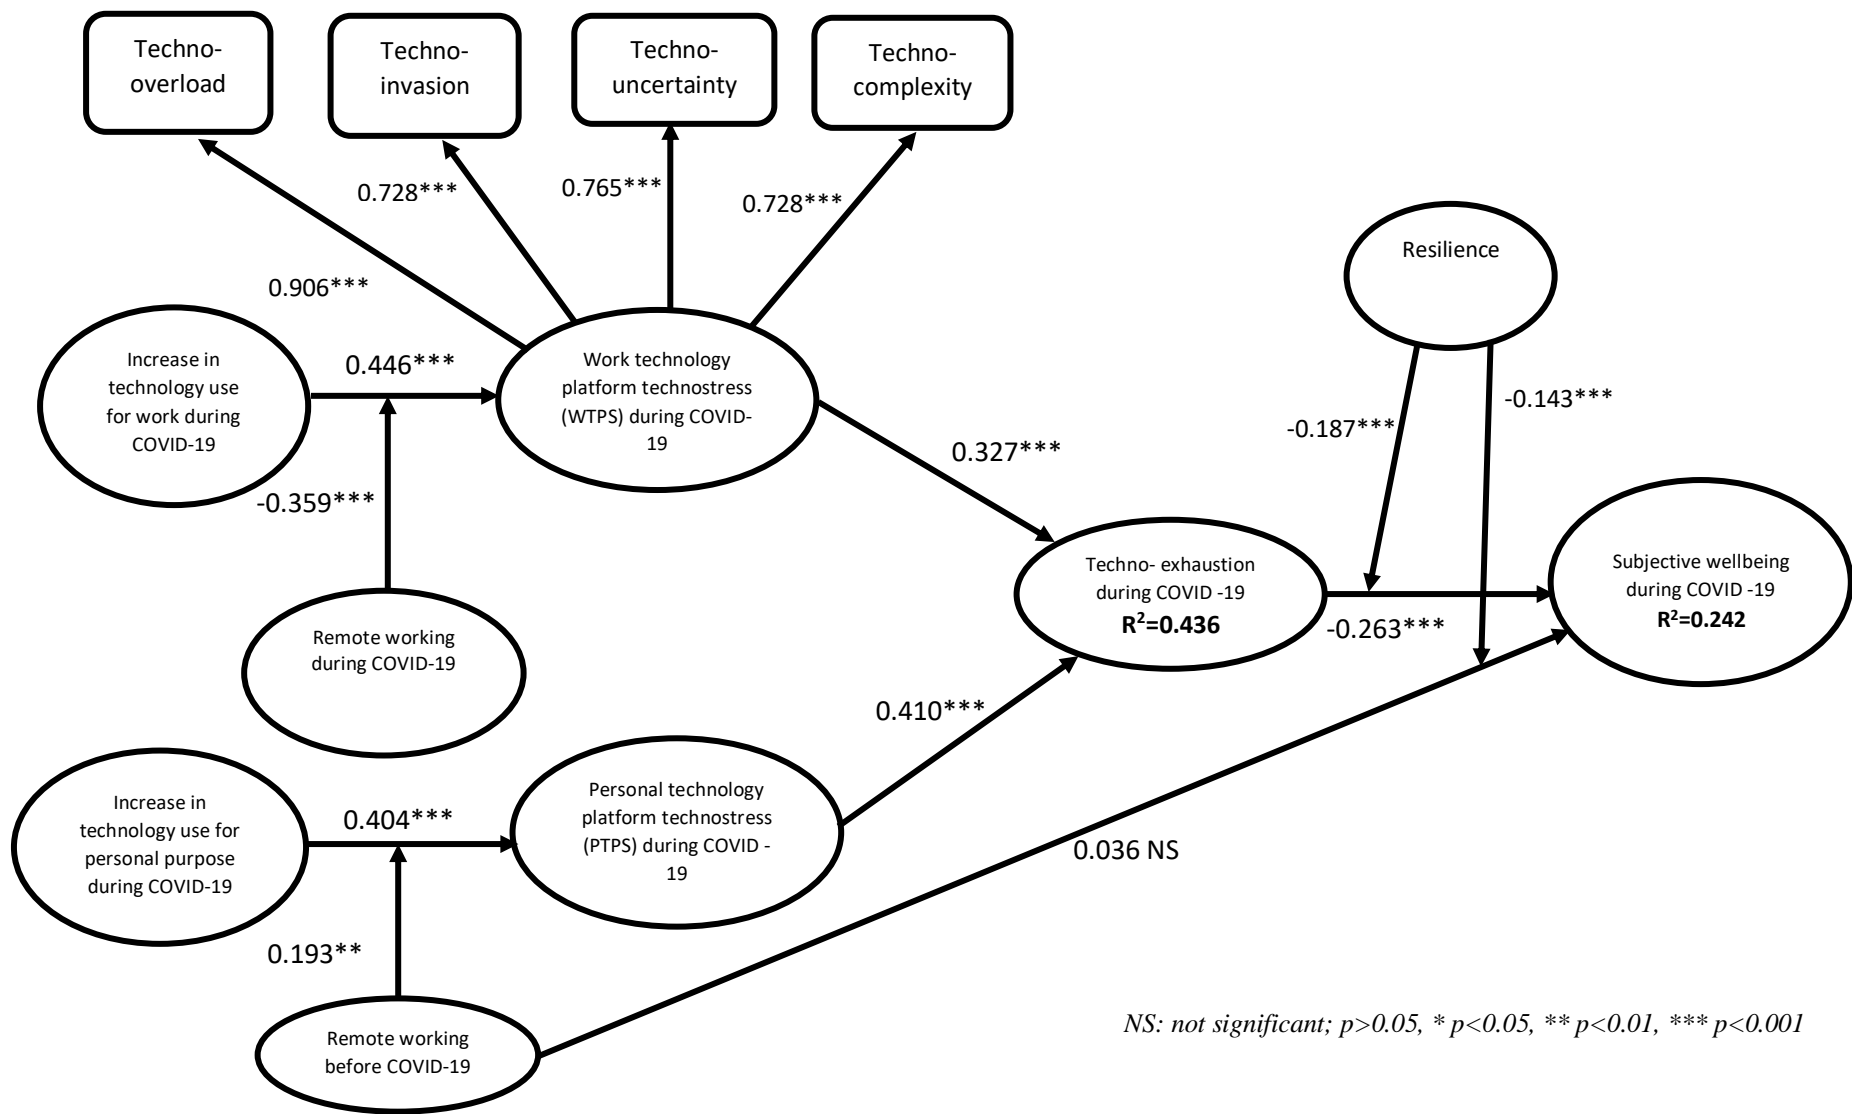 Techno-
overload
Techno-
invasion
Techno-
uncertainty
Techno-
complexity
0.728***
0.765***
0.728***
0.906***
Resilience
Increase in
technology use
for work during
COVID-19
0.446***
Work technology
platform technostress
(WTPS) during COVID-
19
-0.359***
Remote working
during COVID-19
0.327***
-0.187***
-0.143***
Techno- exhaustion
during COVID -19
R²=0.436
-0.263***
Subjective wellbeing
during COVID -19
R²=0.242
0.410***
Increase in
technology use for
personal purpose
during COVID-19
0.404***
Personal technology
platform technostress
(PTPS) during COVID -
19
0.036 NS
0.193**
Remote working
before COVID-19
NS: not significant; p>0.05, * p<0.05, ** p<0.01, *** p<0.001